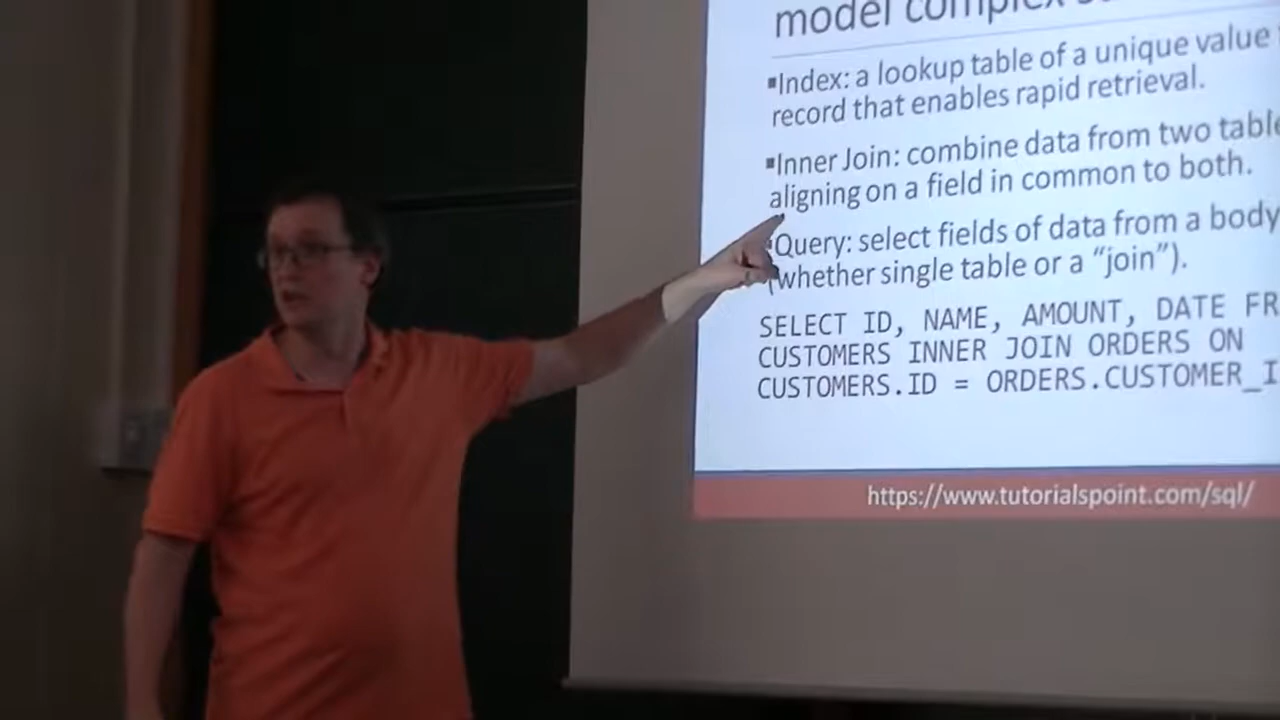 model complex
▪Index: a lookup table of a unique value
record that enables rapid retrieval.
▪Inner Join: combine data from two
aligning on a field in common to both.
▪Query: select fields of data from a body
(whether single table or a “join”).
SELECT ID, NAME, AMOUNT, DATE
CUSTOMERS INNER JOIN ORDERS ON
CUSTOMERS.ID = ORDERS.CUSTOMER_I
https://www.tutorialspoint.com/sql/